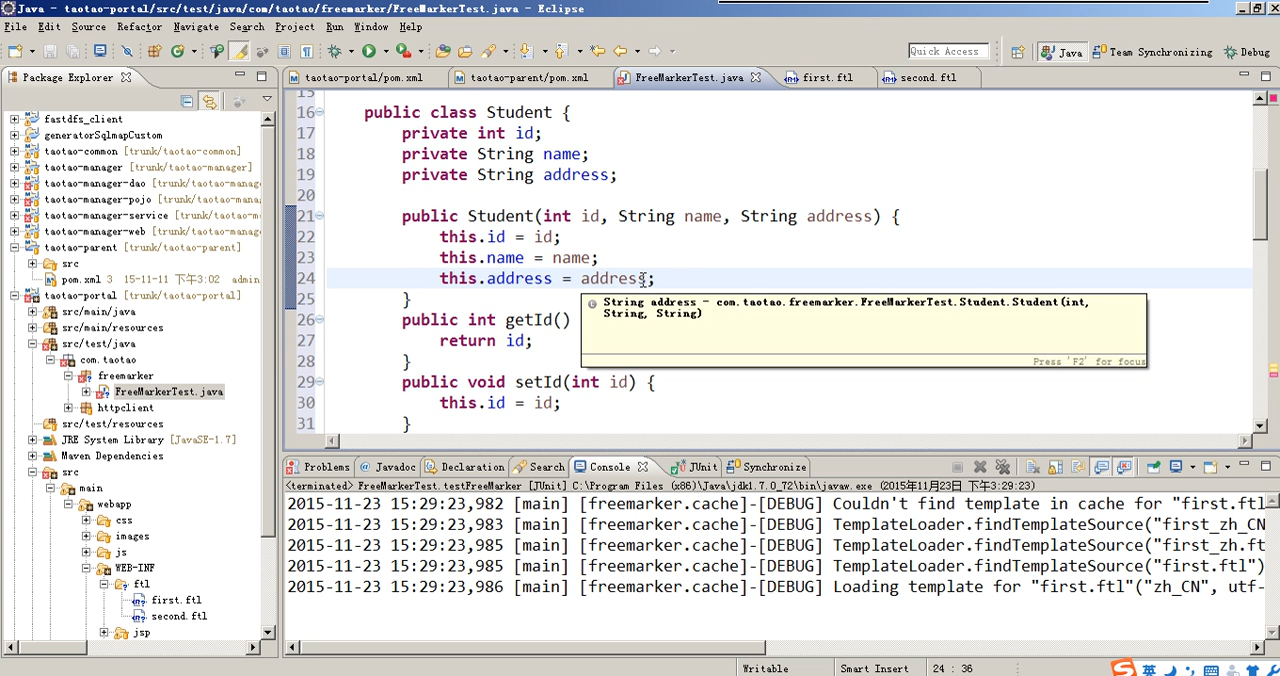 Java - taotao-portal/src/test/java/com/taotao/freemarker/FreeMarkerTest.java - Eclipse
File Edit Source Refactor Navigate Search Project Run Window Help
Quick Access
Java
Team Synchronizing
Debug
Package Explorer
fastdfs_client
generatorSqlmapCustom
taotao-common [trunk/taotao-common]
taotao-manager [trunk/taotao-manager]
taotao-manager-dao [trunk/taotao-manage
taotao-manager-pojo [trunk/taotao-manag
taotao-manager-service [trunk/taotao-m
taotao-manager-web [trunk/taotao-manage
taotao-parent [trunk/taotao-parent]
src
pom.xml 3 15-11-11 下午3:02 admin
taotao-portal [trunk/taotao-portal]
src/main/java
src/main/resources
src/test/java
com.taotao
freemarker
FreeMarkerTest.java
httpclient
src/test/resources
JRE System Library [JavaSE-1.7]
Maven Dependencies
src
main
webapp
css
images
js
WEB-INF
ftl
first.ftl
second.ftl
jsp
taotao-portal/pom.xml
taotao-parent/pom.xml
FreeMarkerTest.java
first.ftl
second.ftl
15
16 public class Student {
17 private int id;
18 private String name;
19 private String address;
20
21 public Student(int id, String name, String address) {
22 this.id = id;
23 this.name = name;
24 this.address = address;
25 }
26 public int getId()
27 return id;
28 }
29 public void setId(int id) {
30 this.id = id;
31 }
String address - com.taotao.freemarker.FreeMarkerTest.Student.Student(int,
String, String)
Press 'F2' for focus
Problems
Javadoc
Declaration
Search
Console
JUnit
Synchronize
<terminated> FreeMarkerTest.testFreeMarker [JUnit] C:\Program Files (x86)\Java\jdk1.7.0_72\bin\javaw.exe (2015年11月23日 下午3:29:23)
2015-11-23 15:29:23,982 [main] [freemarker.cache]-[DEBUG] Couldn't find template in cache for "first.ftl
2015-11-23 15:29:23,983 [main] [freemarker.cache]-[DEBUG] TemplateLoader.findTemplateSource("first_zh_CN
2015-11-23 15:29:23,985 [main] [freemarker.cache]-[DEBUG] TemplateLoader.findTemplateSource("first_zh.ft
2015-11-23 15:29:23,985 [main] [freemarker.cache]-[DEBUG] TemplateLoader.findTemplateSource("first.ftl")
2015-11-23 15:29:23,986 [main] [freemarker.cache]-[DEBUG] Loading template for "first.ftl"("zh_CN", utf-
Writable
Smart Insert
24 : 36
英